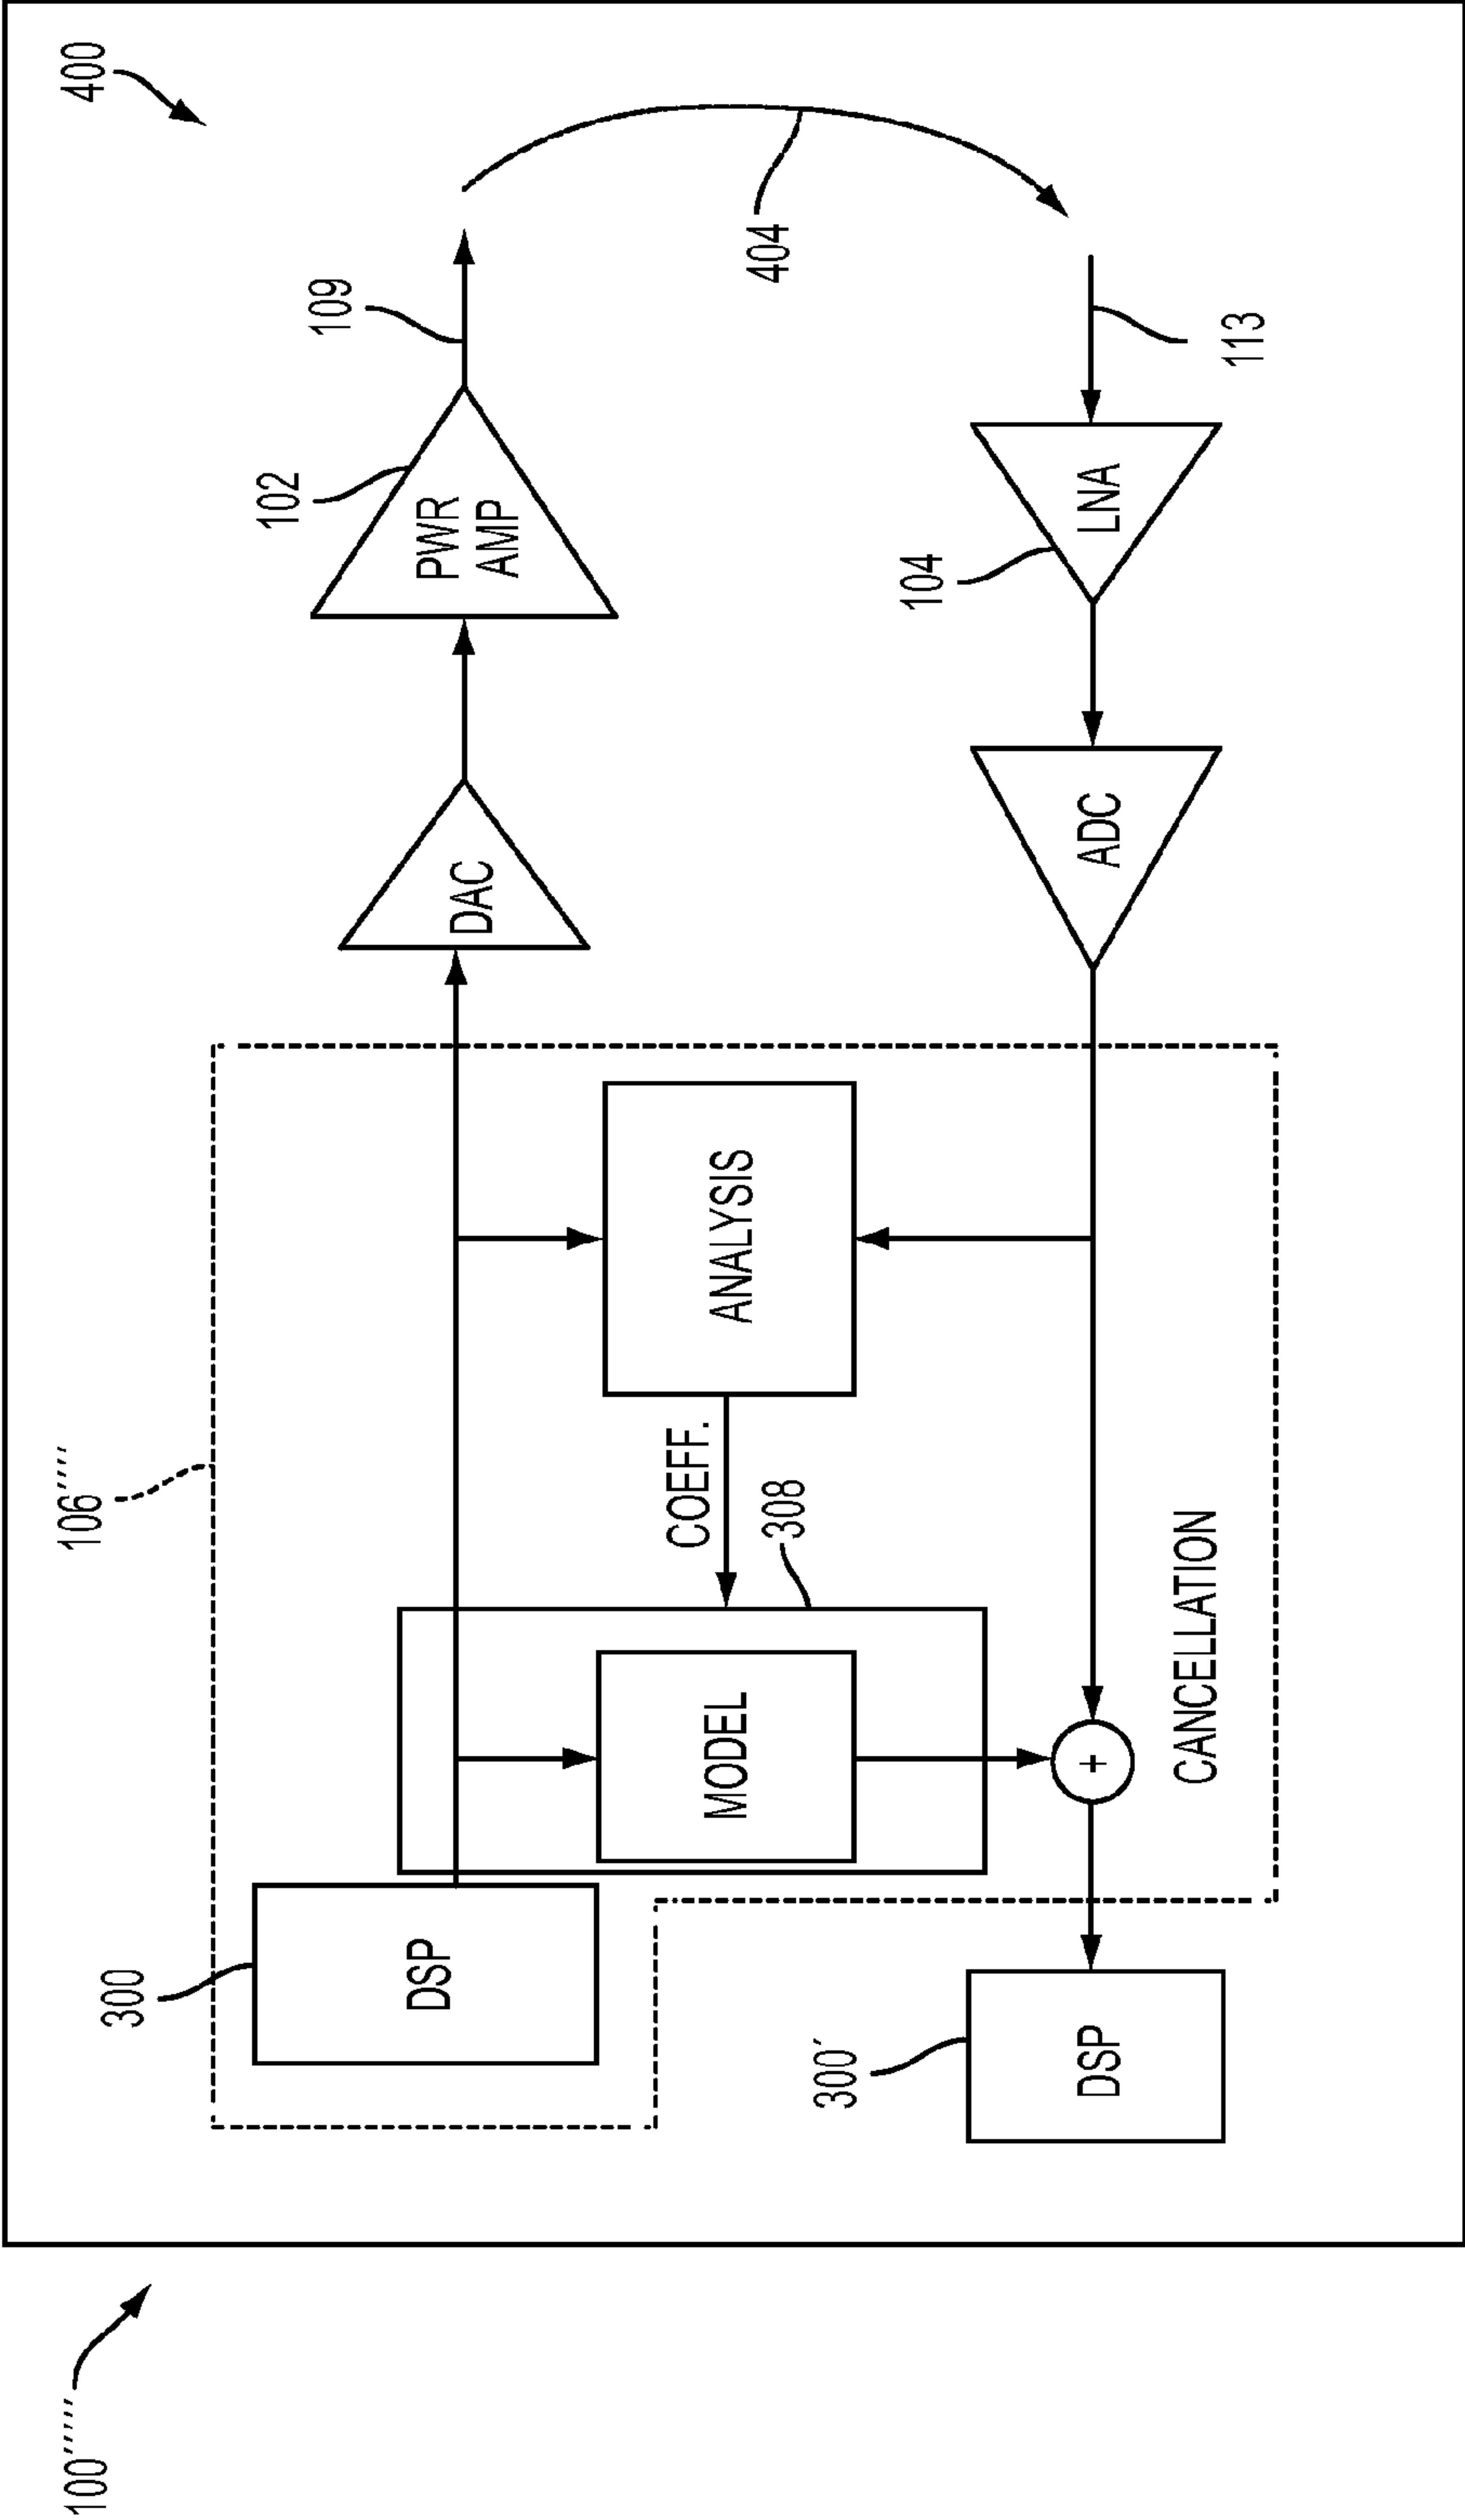 100′′′′′
106′′′′
400
300
102
109
DSP
DAC
PWR
AMP
COEFF.
MODEL
ANALYSIS
308
404
300′
104
DSP
+
ADC
LNA
CANCELLATION
113